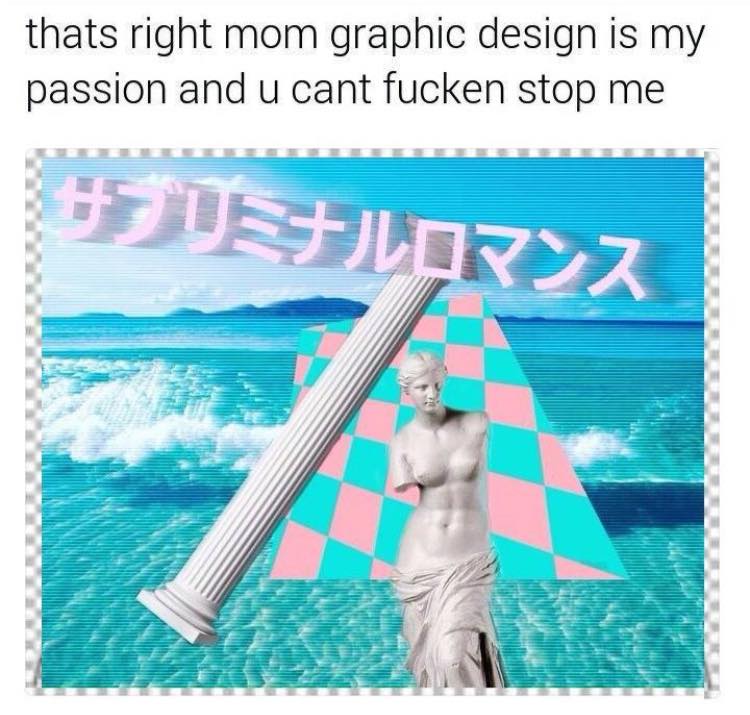 thats right mom graphic design is my
passion and u cant fucken stop me
サブリミナルロマンス